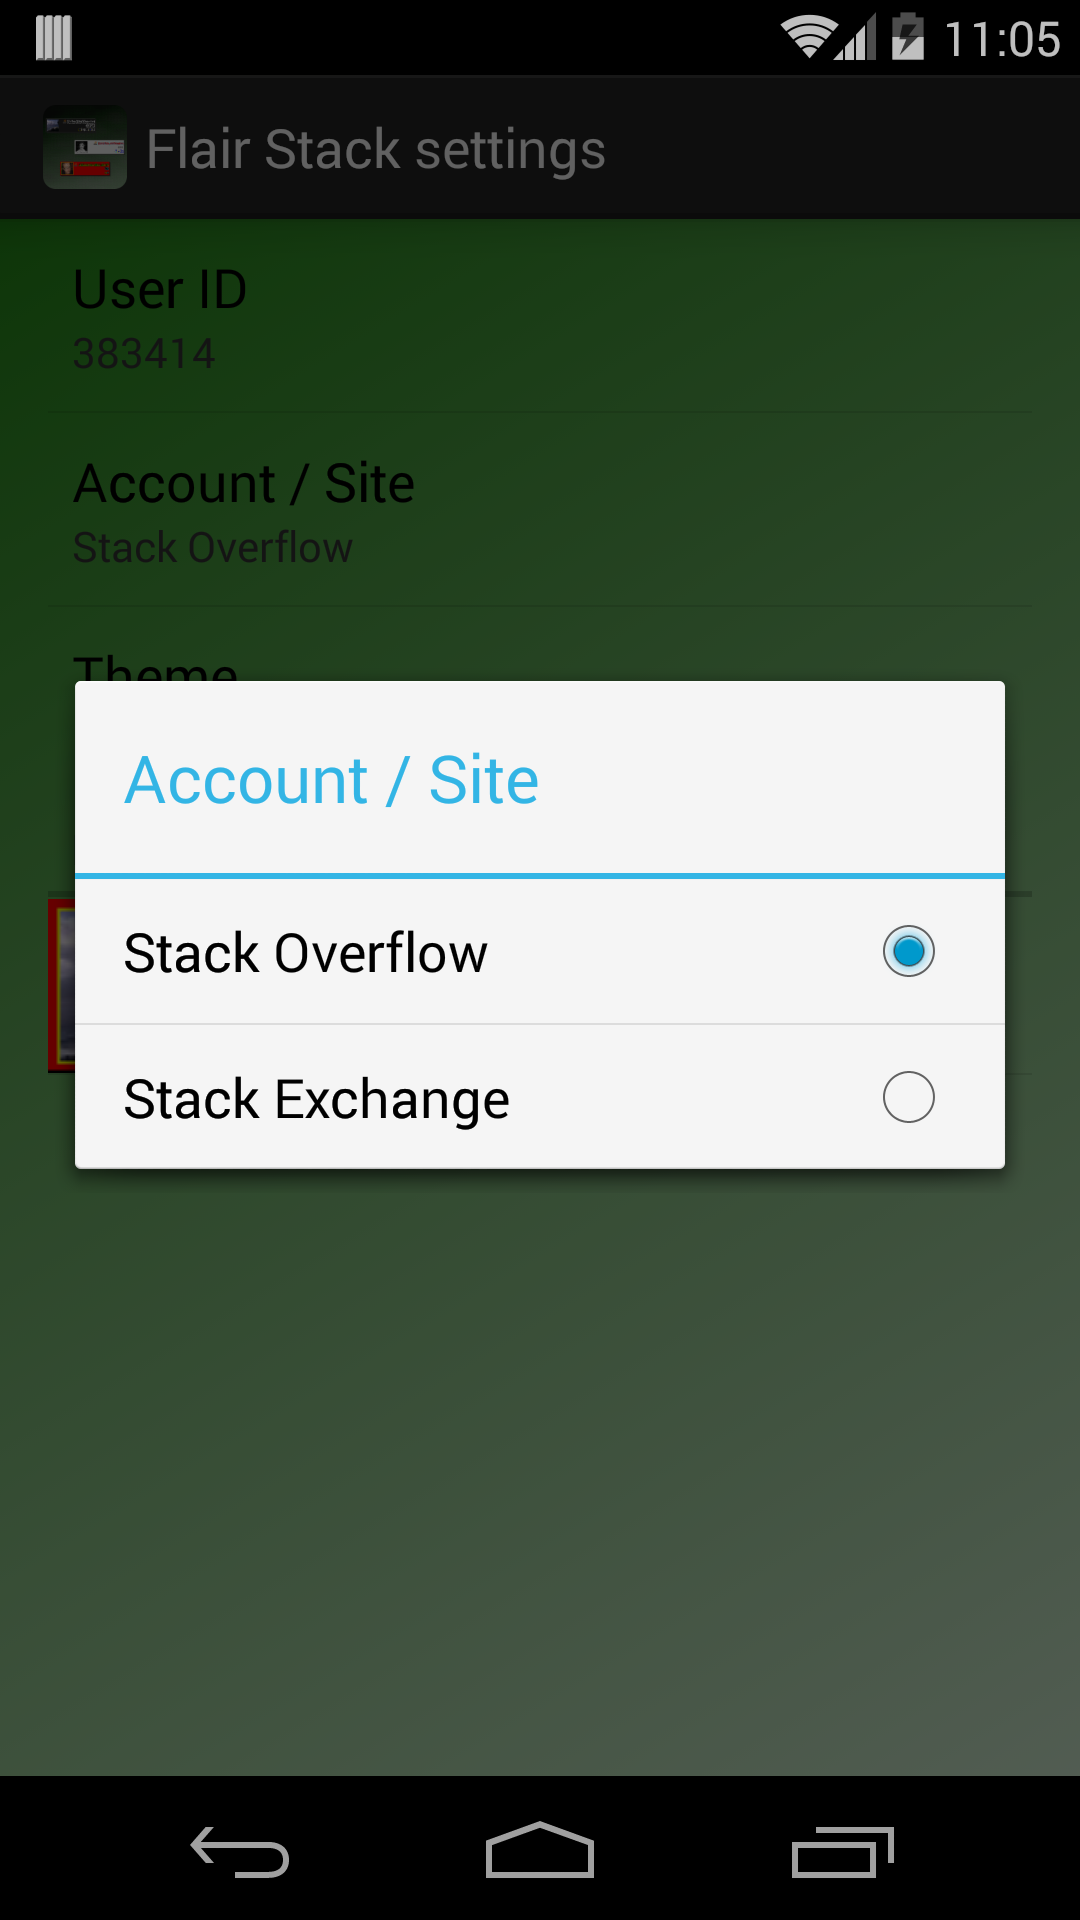 11:05
Flair Stack settings
User ID
383414
Account / Site
Stack Overflow
Theme
Account / Site
Stack Overflow
Stack Exchange